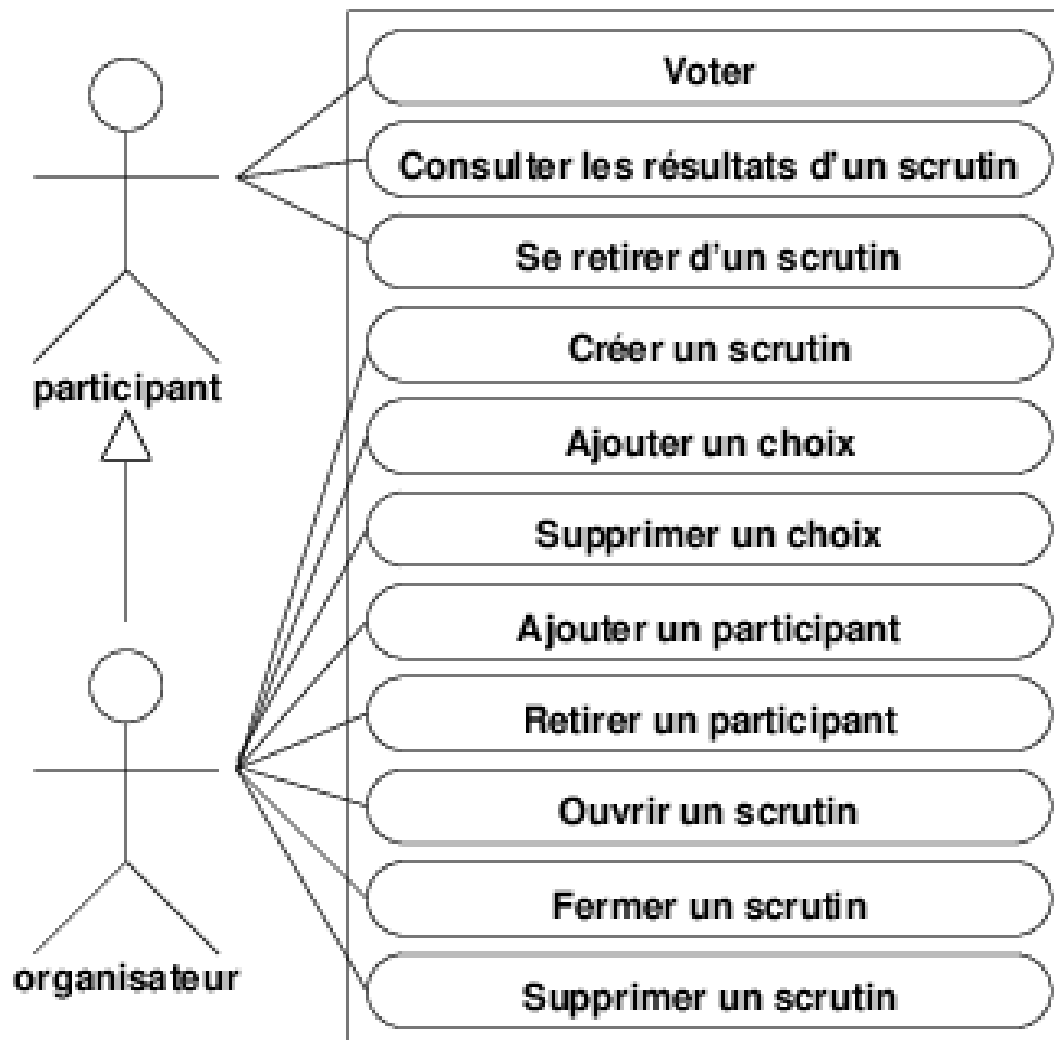 Voter
Consulter les résultats d'un scrutin
Se retirer d'un scrutin
participant
Créer un scrutin
Ajouter un choix
Supprimer un choix
Ajouter un participant
Retirer un participant
Ouvrir un scrutin
Fermer un scrutin
Supprimer un scrutin
organisateur